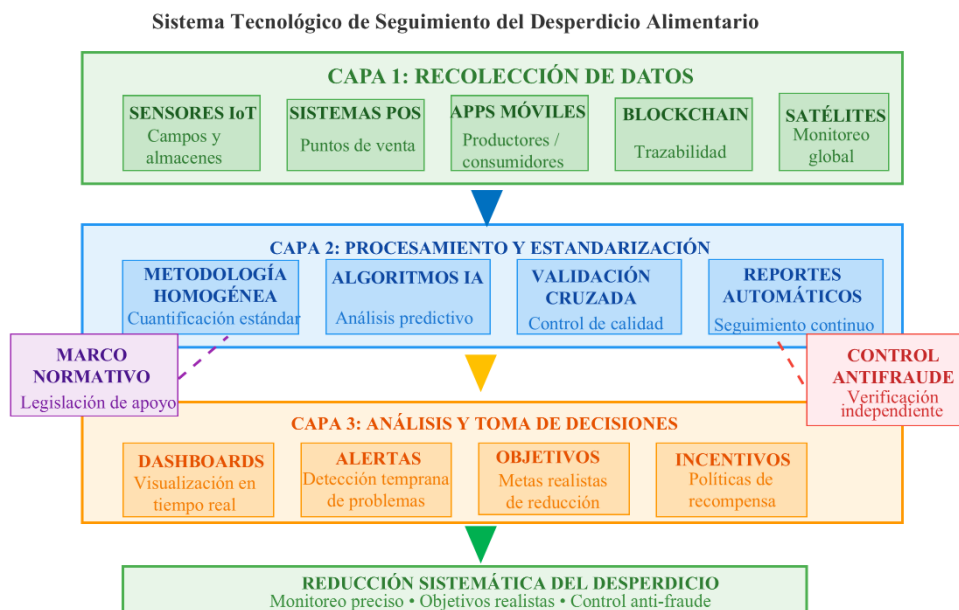 Sistema Tecnológico de Seguimiento del Desperdicio Alimentario
CAPA 1: RECOLECCIÓN DE DATOS
SENSORES IoT
Campos y
almacenes
SISTEMAS POS
Puntos de venta
APPS MÓVILES
Productores /
consumidores
BLOCKCHAIN
Trazabilidad
SATÉLITES
Monitoreo
global
CAPA 2: PROCESAMIENTO Y ESTANDARIZACIÓN
METODOLOGÍA
HOMOGÉNEA
Cuantificación estándar
ALGORITMOS IA
Análisis predictivo
VALIDACIÓN
CRUZADA
Control de calidad
REPORTES
AUTOMÁTICOS
Seguimiento continuo
MARCO
NORMATIVO
Legislación de apoyo
CONTROL
ANTIFRAUDE
Verificación
independiente
CAPA 3: ANÁLISIS Y TOMA DE DECISIONES
DASHBOARDS
Visualización en
tiempo real
ALERTAS
Detección temprana
de problemas
OBJETIVOS
Metas realistas
de reducción
INCENTIVOS
Políticas de
recompensa
REDUCCIÓN SISTEMÁTICA DEL DESPERDICIO
Monitoreo preciso • Objetivos realistas • Control anti-fraude